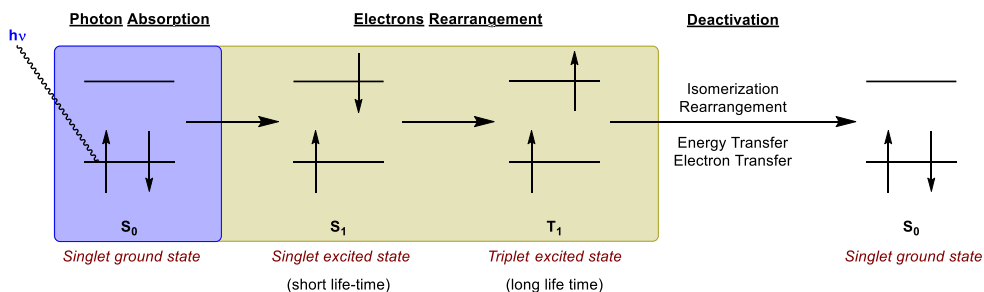 Photon Absorption
Electrons Rearrangement
Deactivation
hν
Isomerization
Rearrangement
Energy Transfer
Electron Transfer
S0
S1
T1
S0
Singlet ground state
Singlet excited state
Triplet excited state
Singlet ground state
(short life-time)
(long life time)